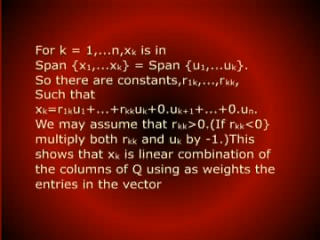 For k = 1,...n,xₖ is in
Span {x₁,...xₖ} = Span {u₁,...uₖ}.
So there are constants,r₁ₖ,...,rₖₖ,
Such that
xₖ=r₁ₖu₁+...+rₖₖuₖ+0.uₖ₊₁+...+0.uₙ.
We may assume that rₖₖ>0.(If rₖₖ<0}
multiply both rₖₖ and uₖ by -1.)This
shows that xₖ is linear combination of
the columns of Q using as weights the
entries in the vector